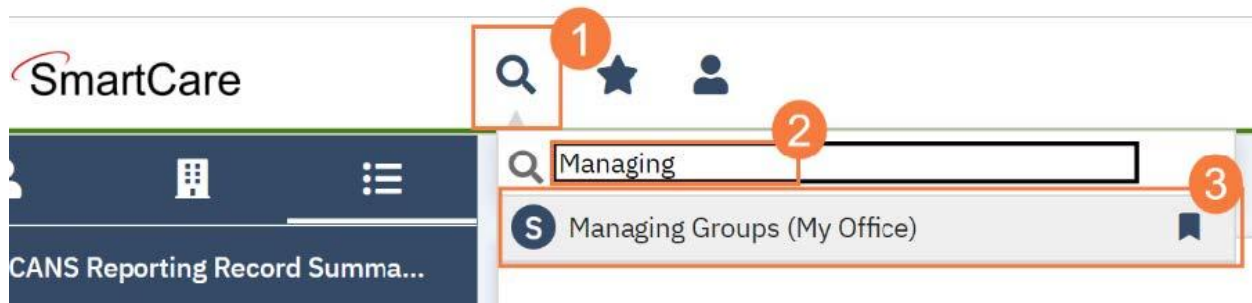 1
SmartCare
2
Managing
3
S Managing Groups (My Office)
CANS Reporting Record Summa...